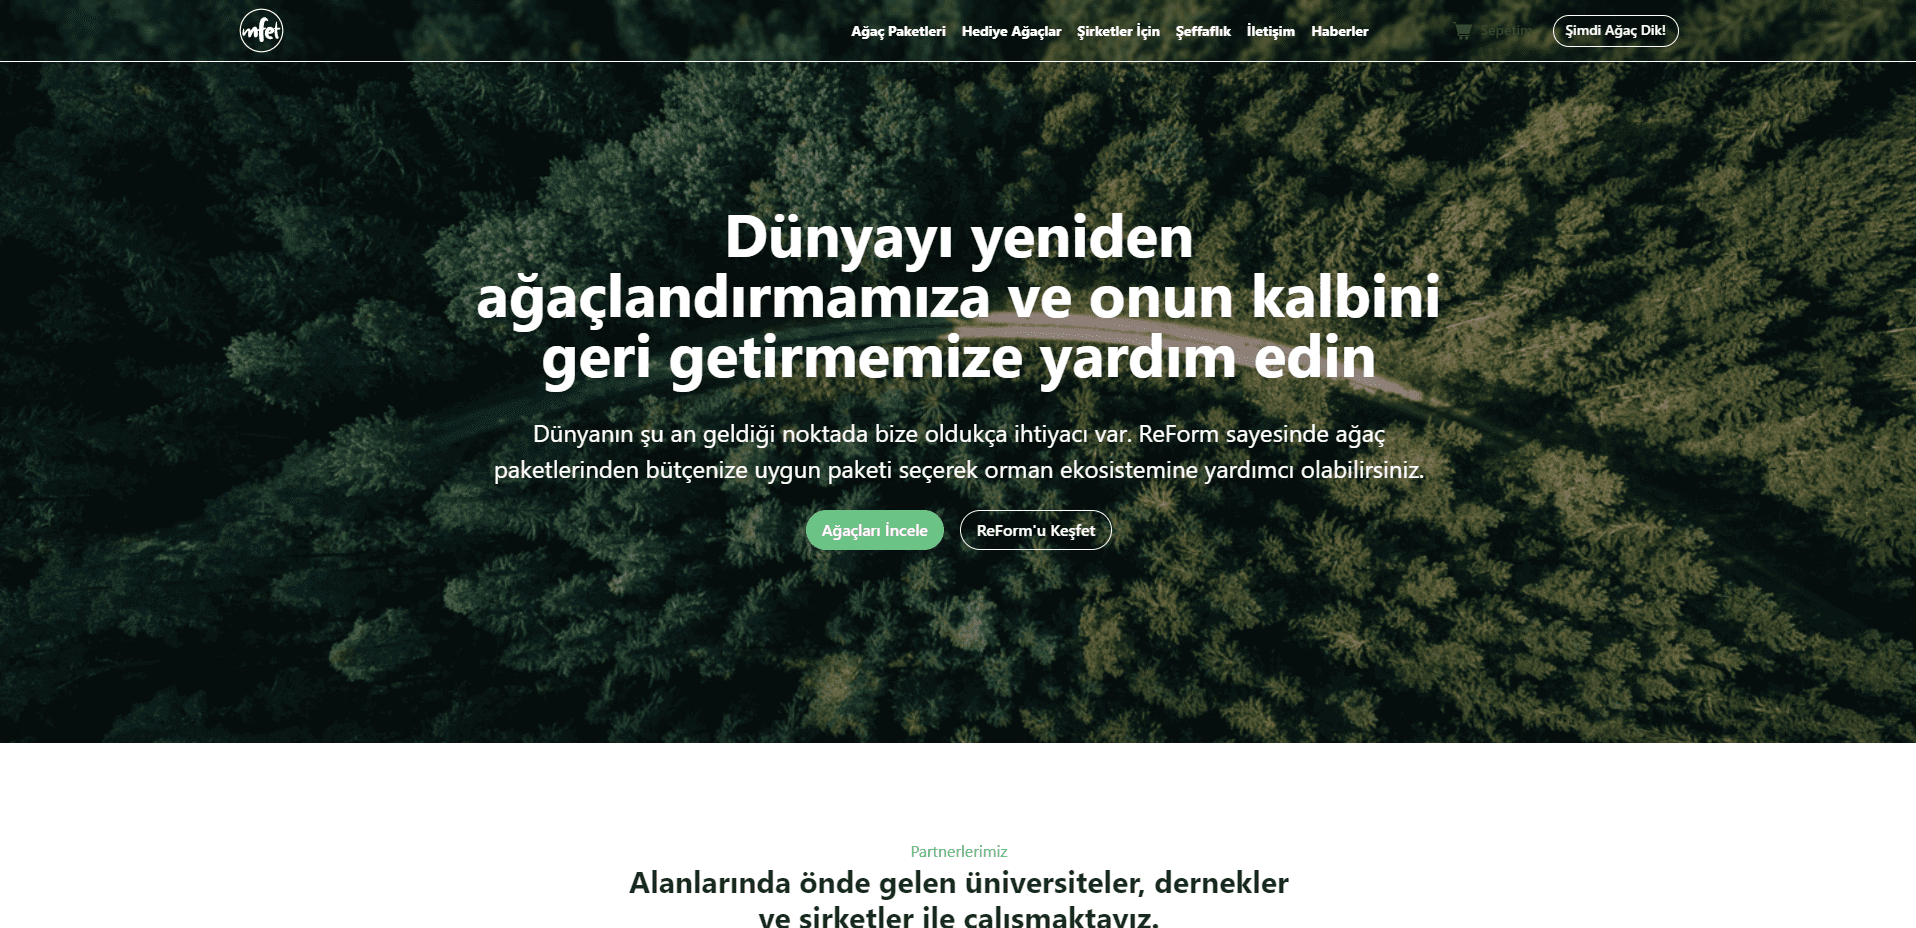 mfet
Ağaç Paketleri Hediye Ağaçlar Şirketler İçin Şeffaflık İletişim Haberler Sepetim Şimdi Ağaç Dik!
Dünyayı yeniden
ağaçlandırmamıza ve onun kalbini
geri getirmemize yardım edin
Dünyanın şu an geldiği noktada bize oldukça ihtiyacı var. ReForm sayesinde ağaç
paketlerinden bütçenize uygun paketi seçerek orman ekosistemine yardımcı olabilirsiniz.
Ağaçları İncele ReForm'u Keşfet
Partnerlerimiz
Alanlarında önde gelen üniversiteler, dernekler
ve şirketler ile çalışmaktayız.